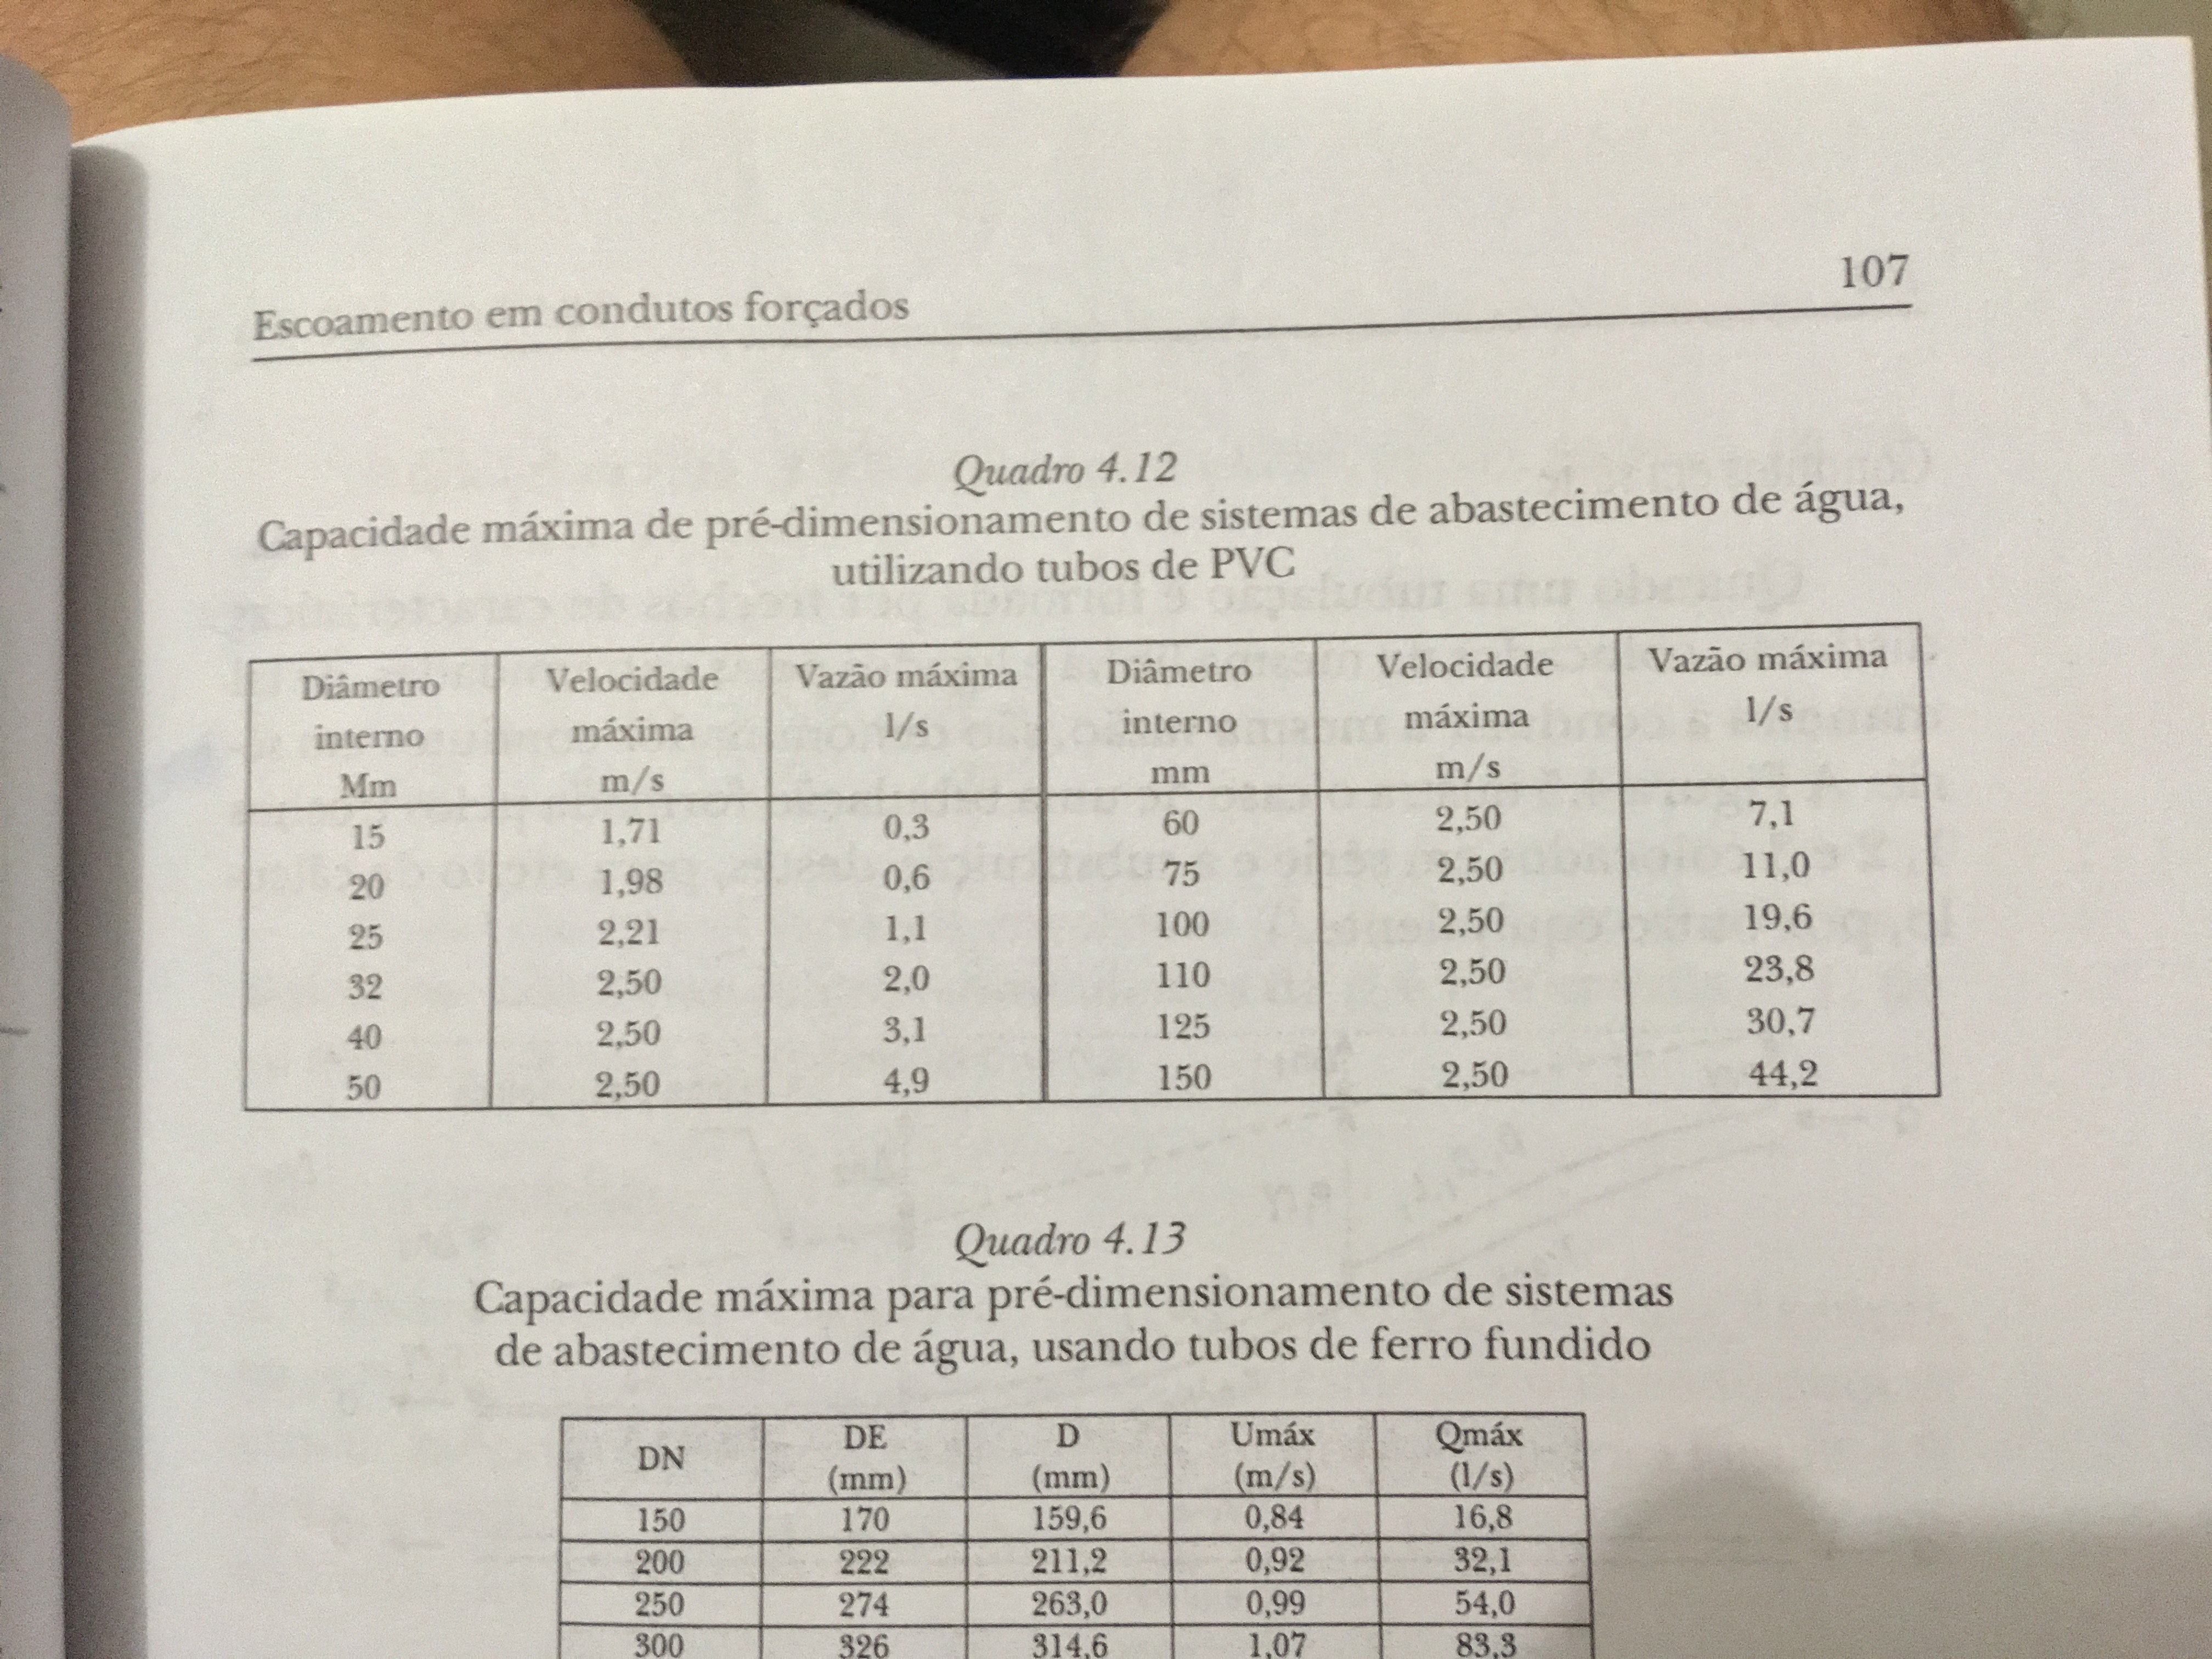 107
Escoamento em condutos forçados
Quadro 4.12
Capacidade máxima de pré-dimensionamento de sistemas de abastecimento de água,
utilizando tubos de PVC
Diâmetro interno Mm | Velocidade máxima m/s | Vazão máxima l/s | Diâmetro interno mm | Velocidade máxima m/s | Vazão máxima l/s
15 | 1,71 | 0,3 | 60 | 2,50 | 7,1
20 | 1,98 | 0,6 | 75 | 2,50 | 11,0
25 | 2,21 | 1,1 | 100 | 2,50 | 19,6
32 | 2,50 | 2,0 | 110 | 2,50 | 23,8
40 | 2,50 | 3,1 | 125 | 2,50 | 30,7
50 | 2,50 | 4,9 | 150 | 2,50 | 44,2
Quadro 4.13
Capacidade máxima para pré-dimensionamento de sistemas
de abastecimento de água, usando tubos de ferro fundido
DN | DE (mm) | D (mm) | Umáx (m/s) | Qmáx (l/s)
150 | 170 | 159,6 | 0,84 | 16,8
200 | 222 | 211,2 | 0,92 | 32,1
250 | 274 | 263,0 | 0,99 | 54,0
300 | 326 | 314,6 | 1,07 | 83,3